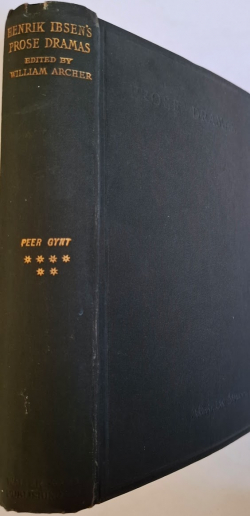 HENRIK IBSEN'S
PROSE DRAMAS
EDITED BY
WILLIAM ARCHER
PEER GYNT